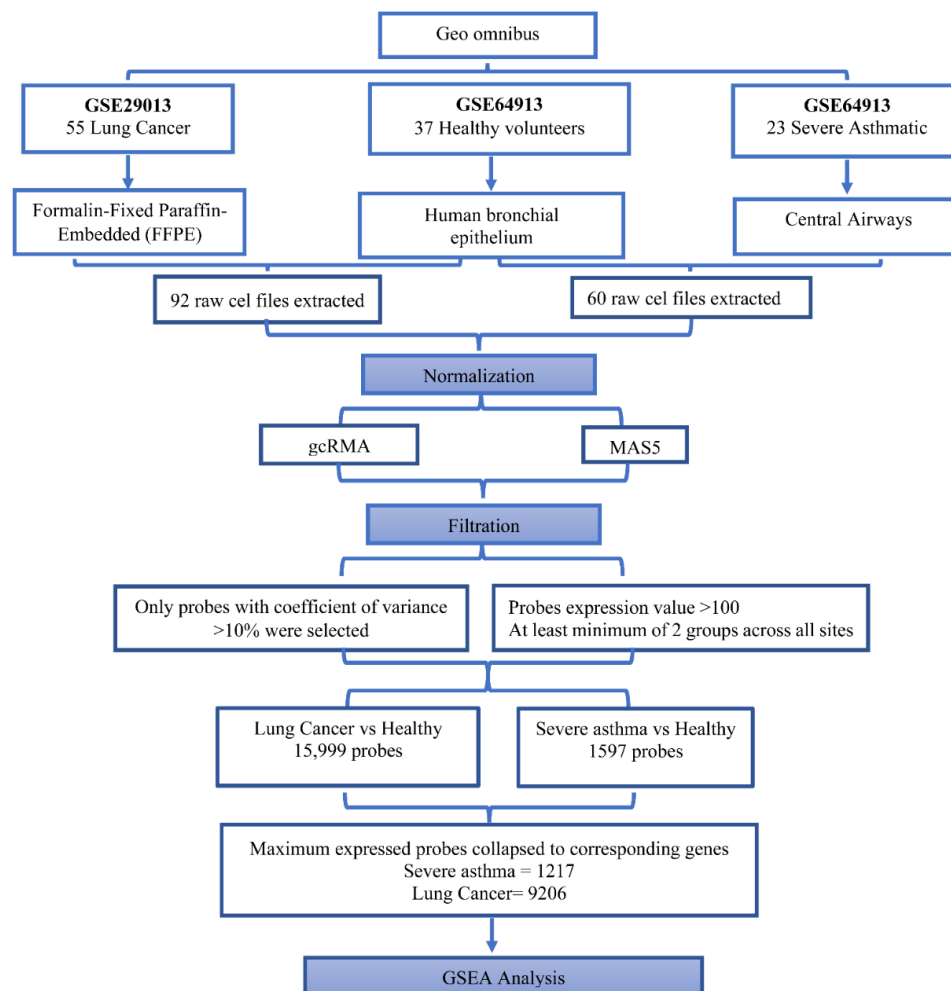 Geo omnibus
GSE29013
55 Lung Cancer
GSE64913
37 Healthy volunteers
GSE64913
23 Severe Asthmatic
Formalin-Fixed Paraffin-
Embedded (FFPE)
Human bronchial
epithelium
Central Airways
92 raw cel files extracted
60 raw cel files extracted
Normalization
gcRMA
MAS5
Filtration
Only probes with coefficient of variance
>10% were selected
Probes expression value >100
At least minimum of 2 groups across all sites
Lung Cancer vs Healthy
15,999 probes
Severe asthma vs Healthy
1597 probes
Maximum expressed probes collapsed to corresponding genes
Severe asthma = 1217
Lung Cancer= 9206
GSEA Analysis